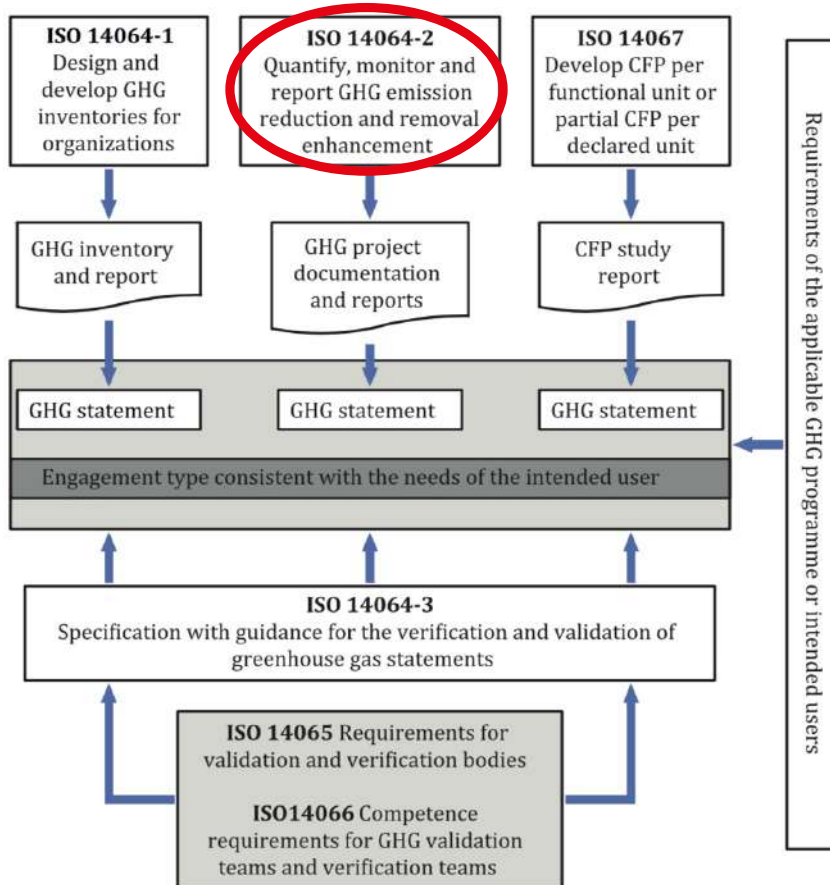 ISO 14064-1
Design and
develop GHG
inventories for
organizations
ISO 14064-2
Quantify, monitor and
report GHG emission
reduction and removal
enhancement
ISO 14067
Develop CFP per
functional unit or
partial CFP per
declared unit
GHG inventory
and report
GHG project
documentation
and reports
CFP study
report
GHG statement
GHG statement
GHG statement
Engagement type consistent with the needs of the intended user
ISO 14064-3
Specification with guidance for the verification and validation of
greenhouse gas statements
ISO 14065 Requirements for
validation and verification bodies
ISO14066 Competence
requirements for GHG validation
teams and verification teams
Requirements of the applicable GHG programme or intended users